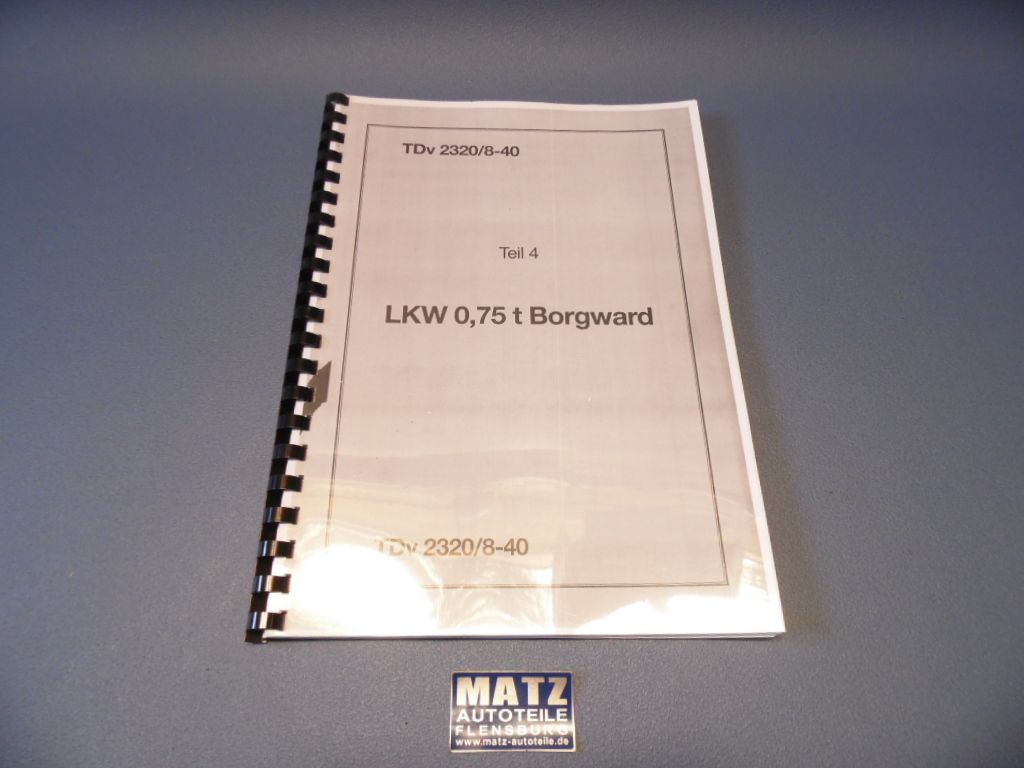 TDv 2320/8-40
Teil 4
LKW 0,75 t Borgward
TDv 2320/8-40
MATZ
AUTOTEILE
FLENSBURG
www.matz-autoteile.de